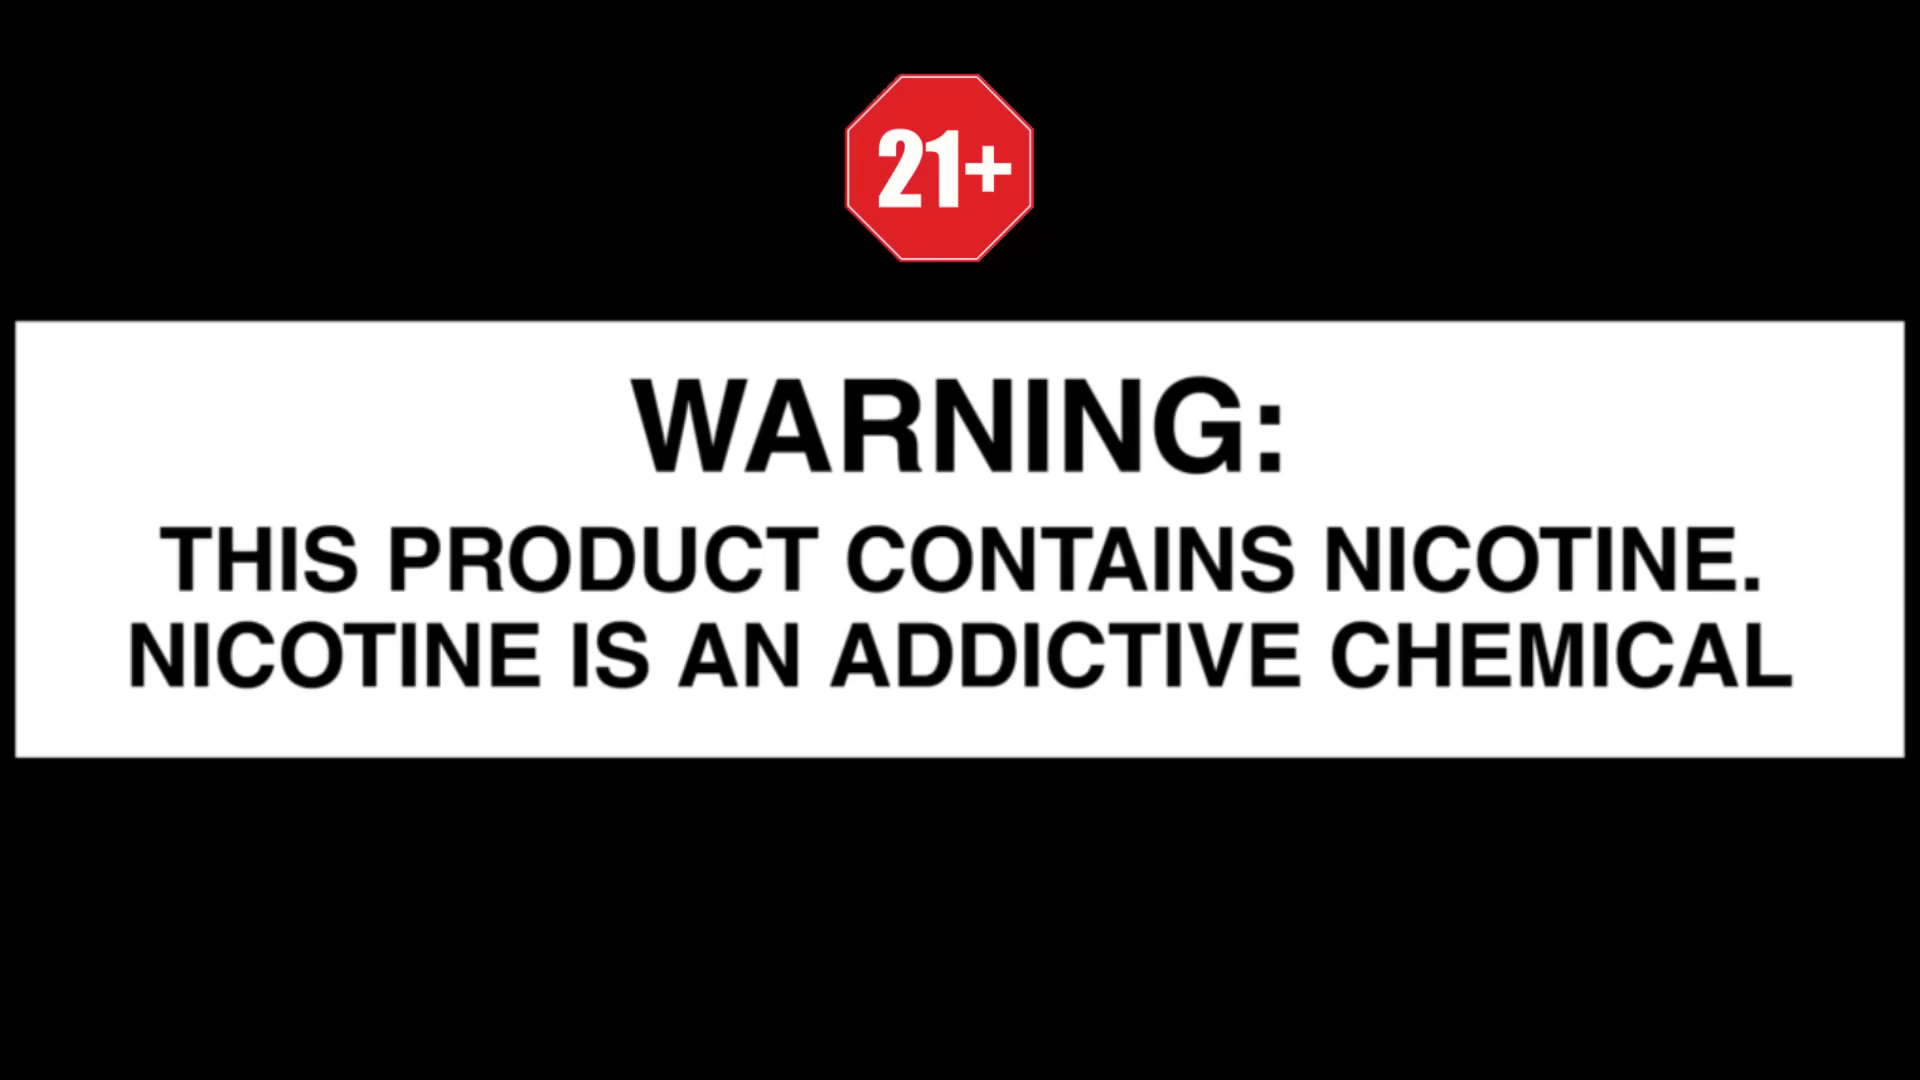 21+
WARNING:
THIS PRODUCT CONTAINS NICOTINE.
NICOTINE IS AN ADDICTIVE CHEMICAL